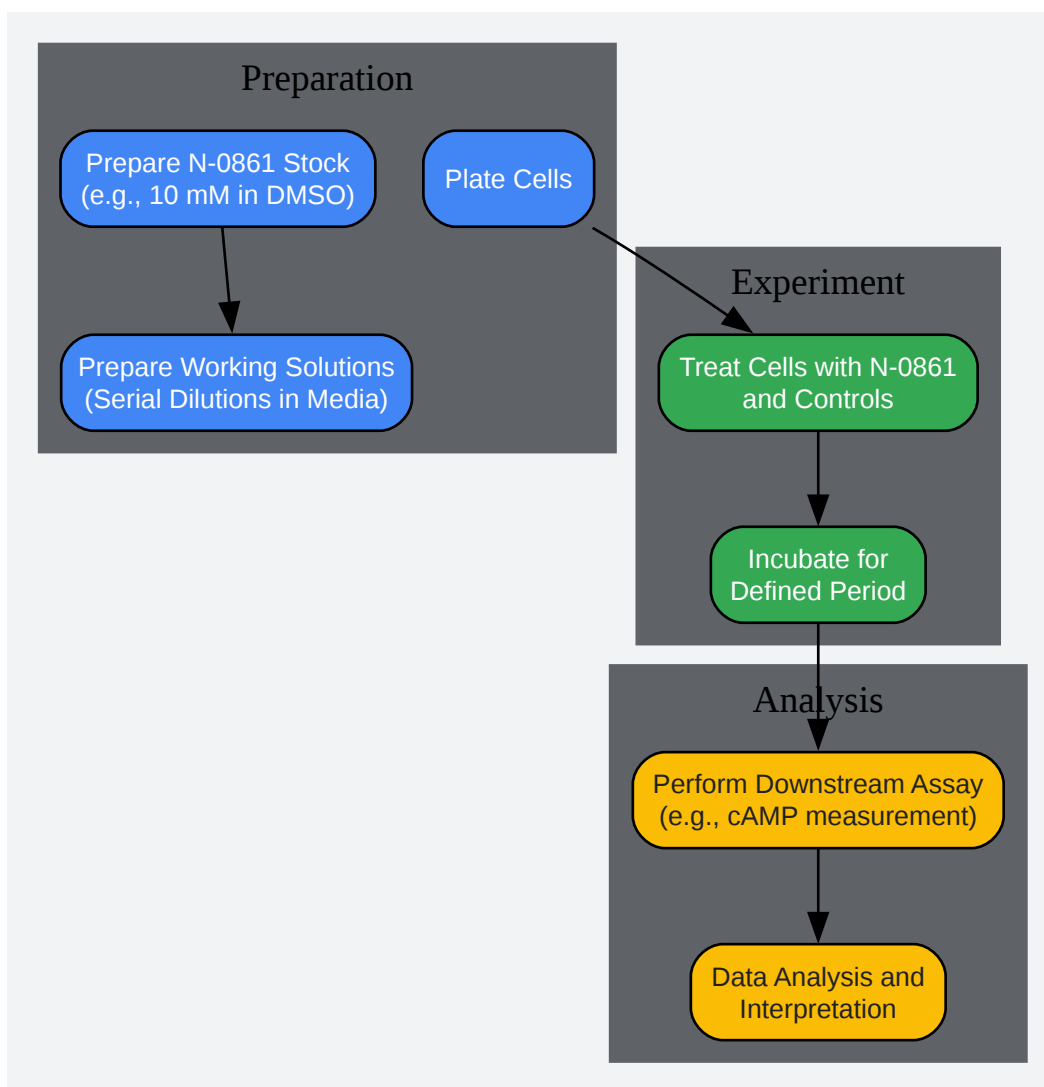 Preparation
Prepare N-0861 Stock
(e.g., 10 mM in DMSO)
Plate Cells
Prepare Working Solutions
(Serial Dilutions in Media)
Experiment
Treat Cells with N-0861
and Controls
Incubate for
Defined Period
Analysis
Perform Downstream Assay
(e.g., cAMP measurement)
Data Analysis and
Interpretation